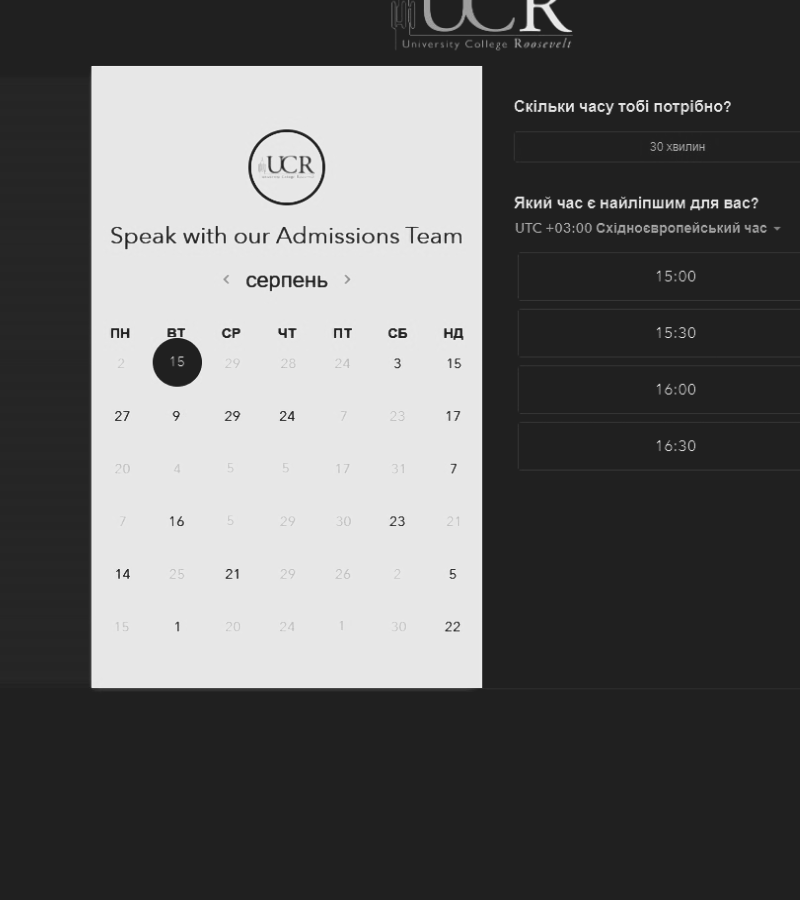 UCR
University College Roosevelt
UCR
Speak with our Admissions Team
серпень
ПН ВТ СР ЧТ ПТ СБ НД
2 15 29 28 24 3 15
27 9 29 24 7 23 17
20 4 5 5 17 31 7
7 16 5 29 30 23 21
14 25 21 29 26 2 5
15 1 20 24 1 30 22
Скільки часу тобі потрібно?
30 хвилин
Який час є найліпшим для вас?
UTC +03:00 Східноєвропейський час
15:00
15:30
16:00
16:30